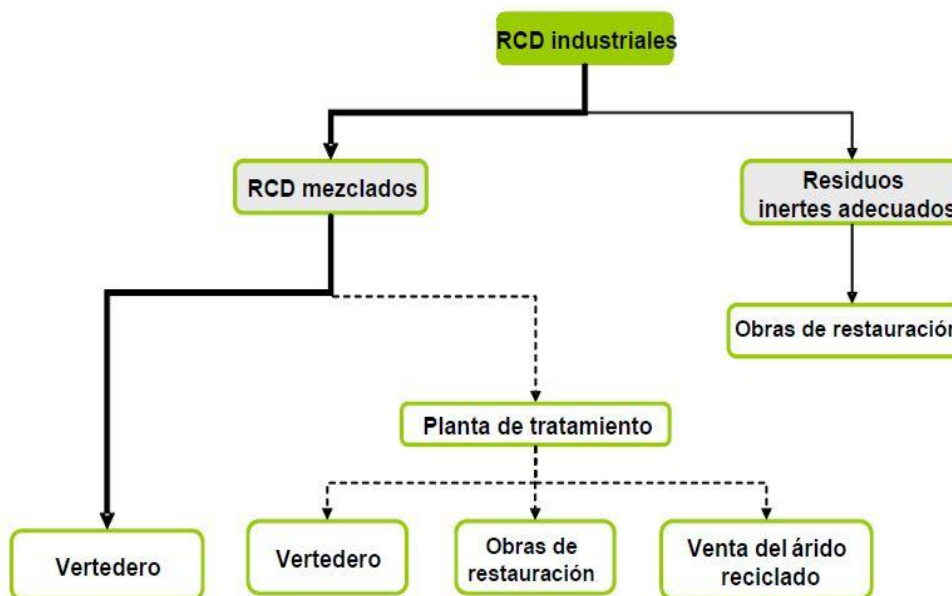 RCD industriales
RCD mezclados
Residuos
inertes adecuados
Obras de restauración
Planta de tratamiento
Vertedero
Vertedero
Obras de
restauración
Venta del árido
reciclado